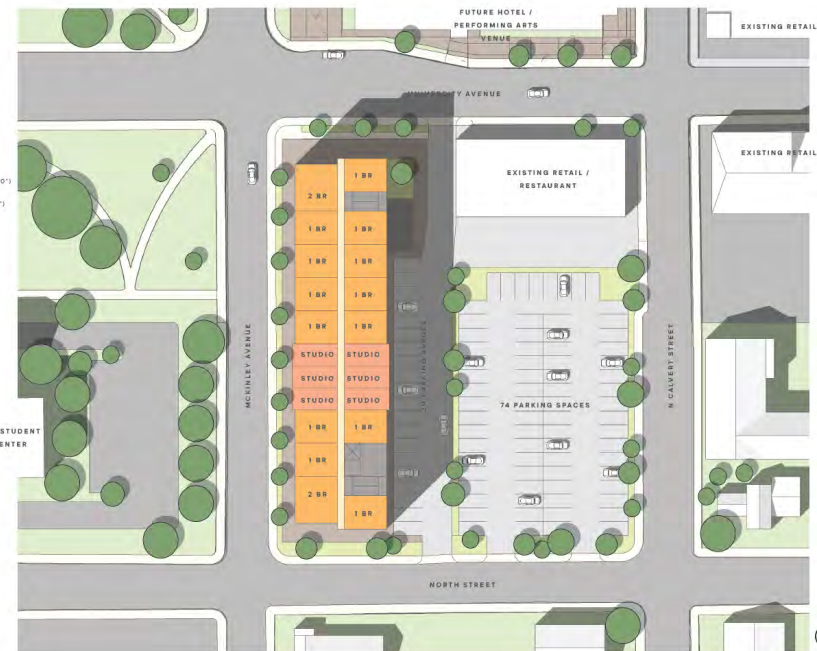 FUTURE HOTEL /
PERFORMING ARTS
VENUE
EXISTING RETAIL
UNIVERSITY AVENUE
EXISTING RETAIL
EXISTING RETAIL /
RESTAURANT
1 BR
2 BR
1 BR 1 BR
1 BR 1 BR
1 BR 1 BR
1 BR 1 BR
STUDIO STUDIO
STUDIO STUDIO
STUDIO STUDIO
1 BR 1 BR
1 BR
2 BR
1 BR
MCKINLEY AVENUE
74 PARKING SPACES
N CALVERT STREET
STUDENT
NORTH STREET